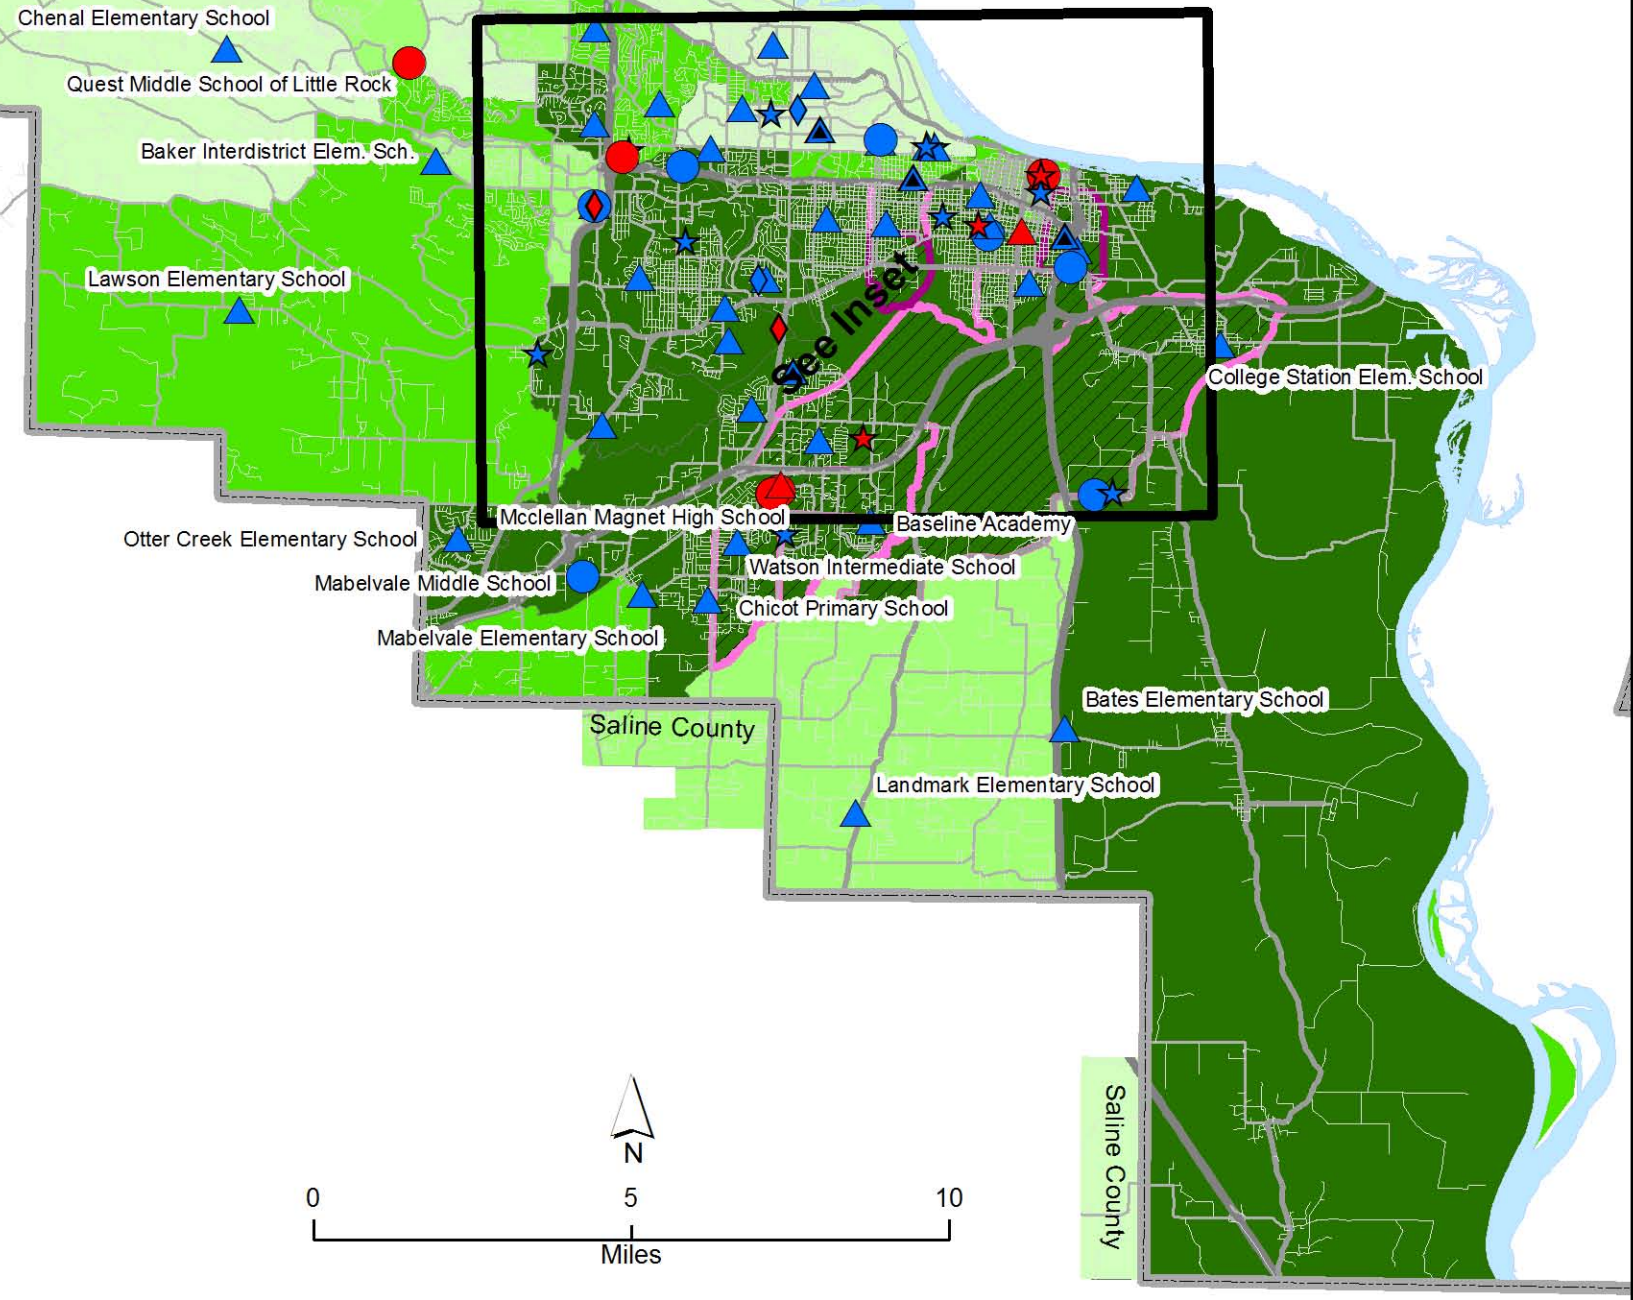 Chenal Elementary School
Quest Middle School of Little Rock
Baker Interdistrict Elem. Sch.
Lawson Elementary School
See Inset
College Station Elem. School
Mcclellan Magnet High School
Baseline Academy
Otter Creek Elementary School
Watson Intermediate School
Mabelvale Middle School
Chicot Primary School
Mabelvale Elementary School
Bates Elementary School
Saline County
Landmark Elementary School
Saline County
N
0 5 10
Miles